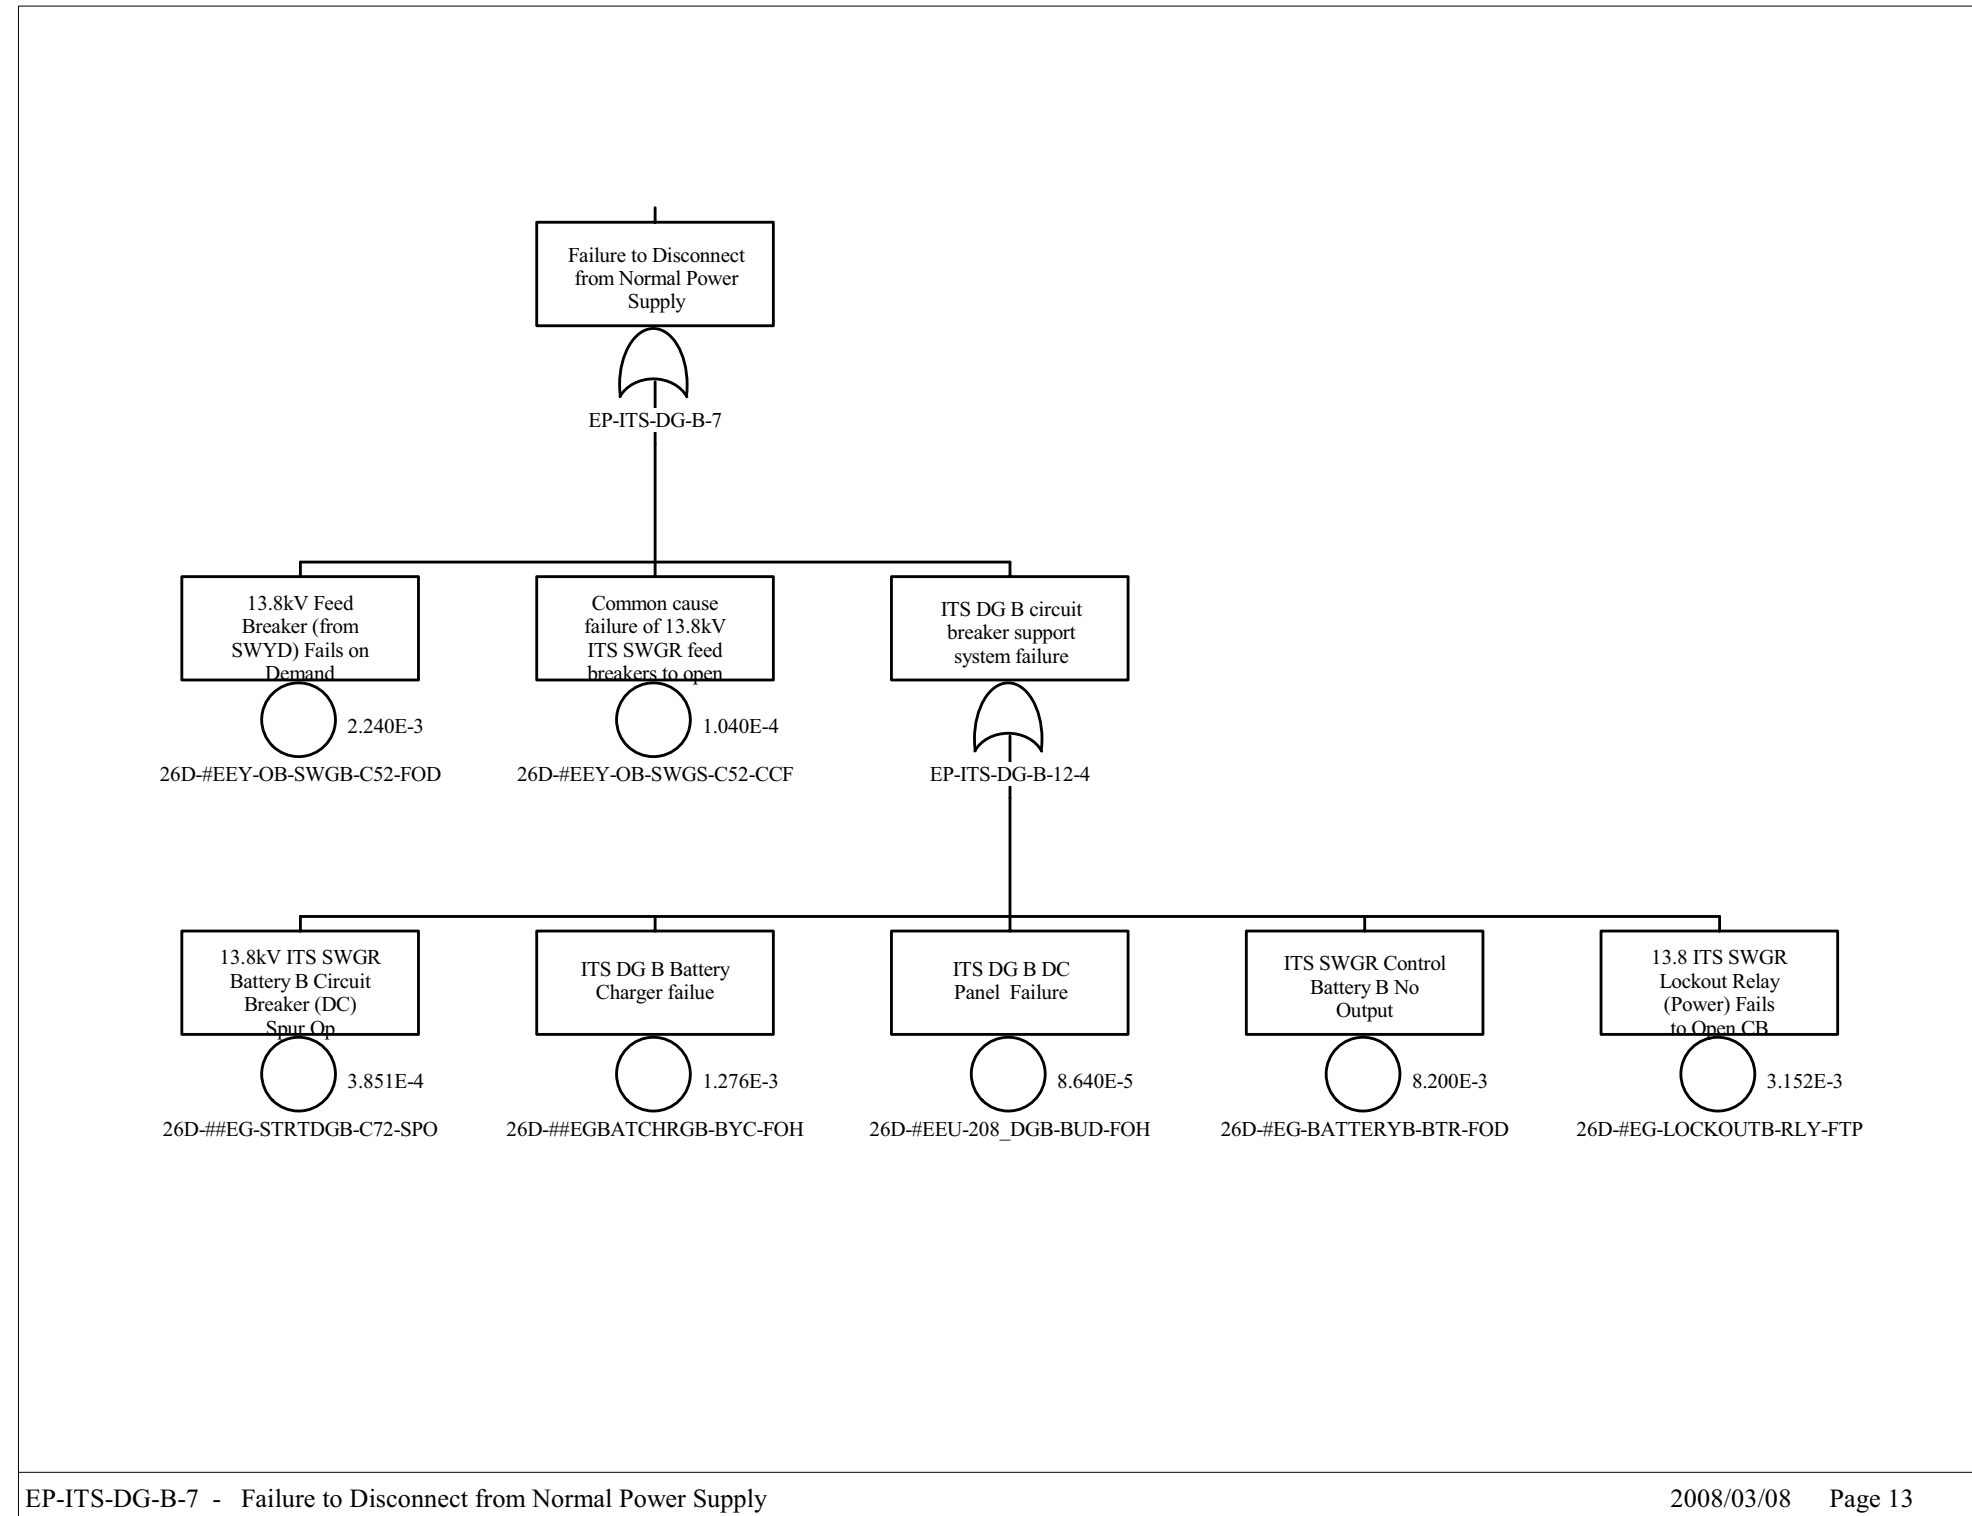 Failure to Disconnect
from Normal Power
Supply
EP-ITS-DG-B-7
13.8kV Feed
Breaker (from
SWYD) Fails on
Demand
2.240E-3
26D-#EEY-OB-SWGB-C52-FOD
Common cause
failure of 13.8kV
ITS SWGR feed
breakers to open
1.040E-4
26D-#EEY-OB-SWGS-C52-CCF
ITS DG B circuit
breaker support
system failure
EP-ITS-DG-B-12-4
13.8kV ITS SWGR
Battery B Circuit
Breaker (DC)
Spur Op
3.851E-4
26D-##EG-STRTDGB-C72-SPO
ITS DG B Battery
Charger failue
1.276E-3
26D-##EGBATCHRGB-BYC-FOH
ITS DG B DC
Panel  Failure
8.640E-5
26D-#EEU-208_DGB-BUD-FOH
ITS SWGR Control
Battery B No
Output
8.200E-3
26D-#EG-BATTERYB-BTR-FOD
13.8 ITS SWGR
Lockout Relay
(Power) Fails
to Open CB
3.152E-3
26D-#EG-LOCKOUTB-RLY-FTP
EP-ITS-DG-B-7 - Failure to Disconnect from Normal Power Supply 2008/03/08 Page 13